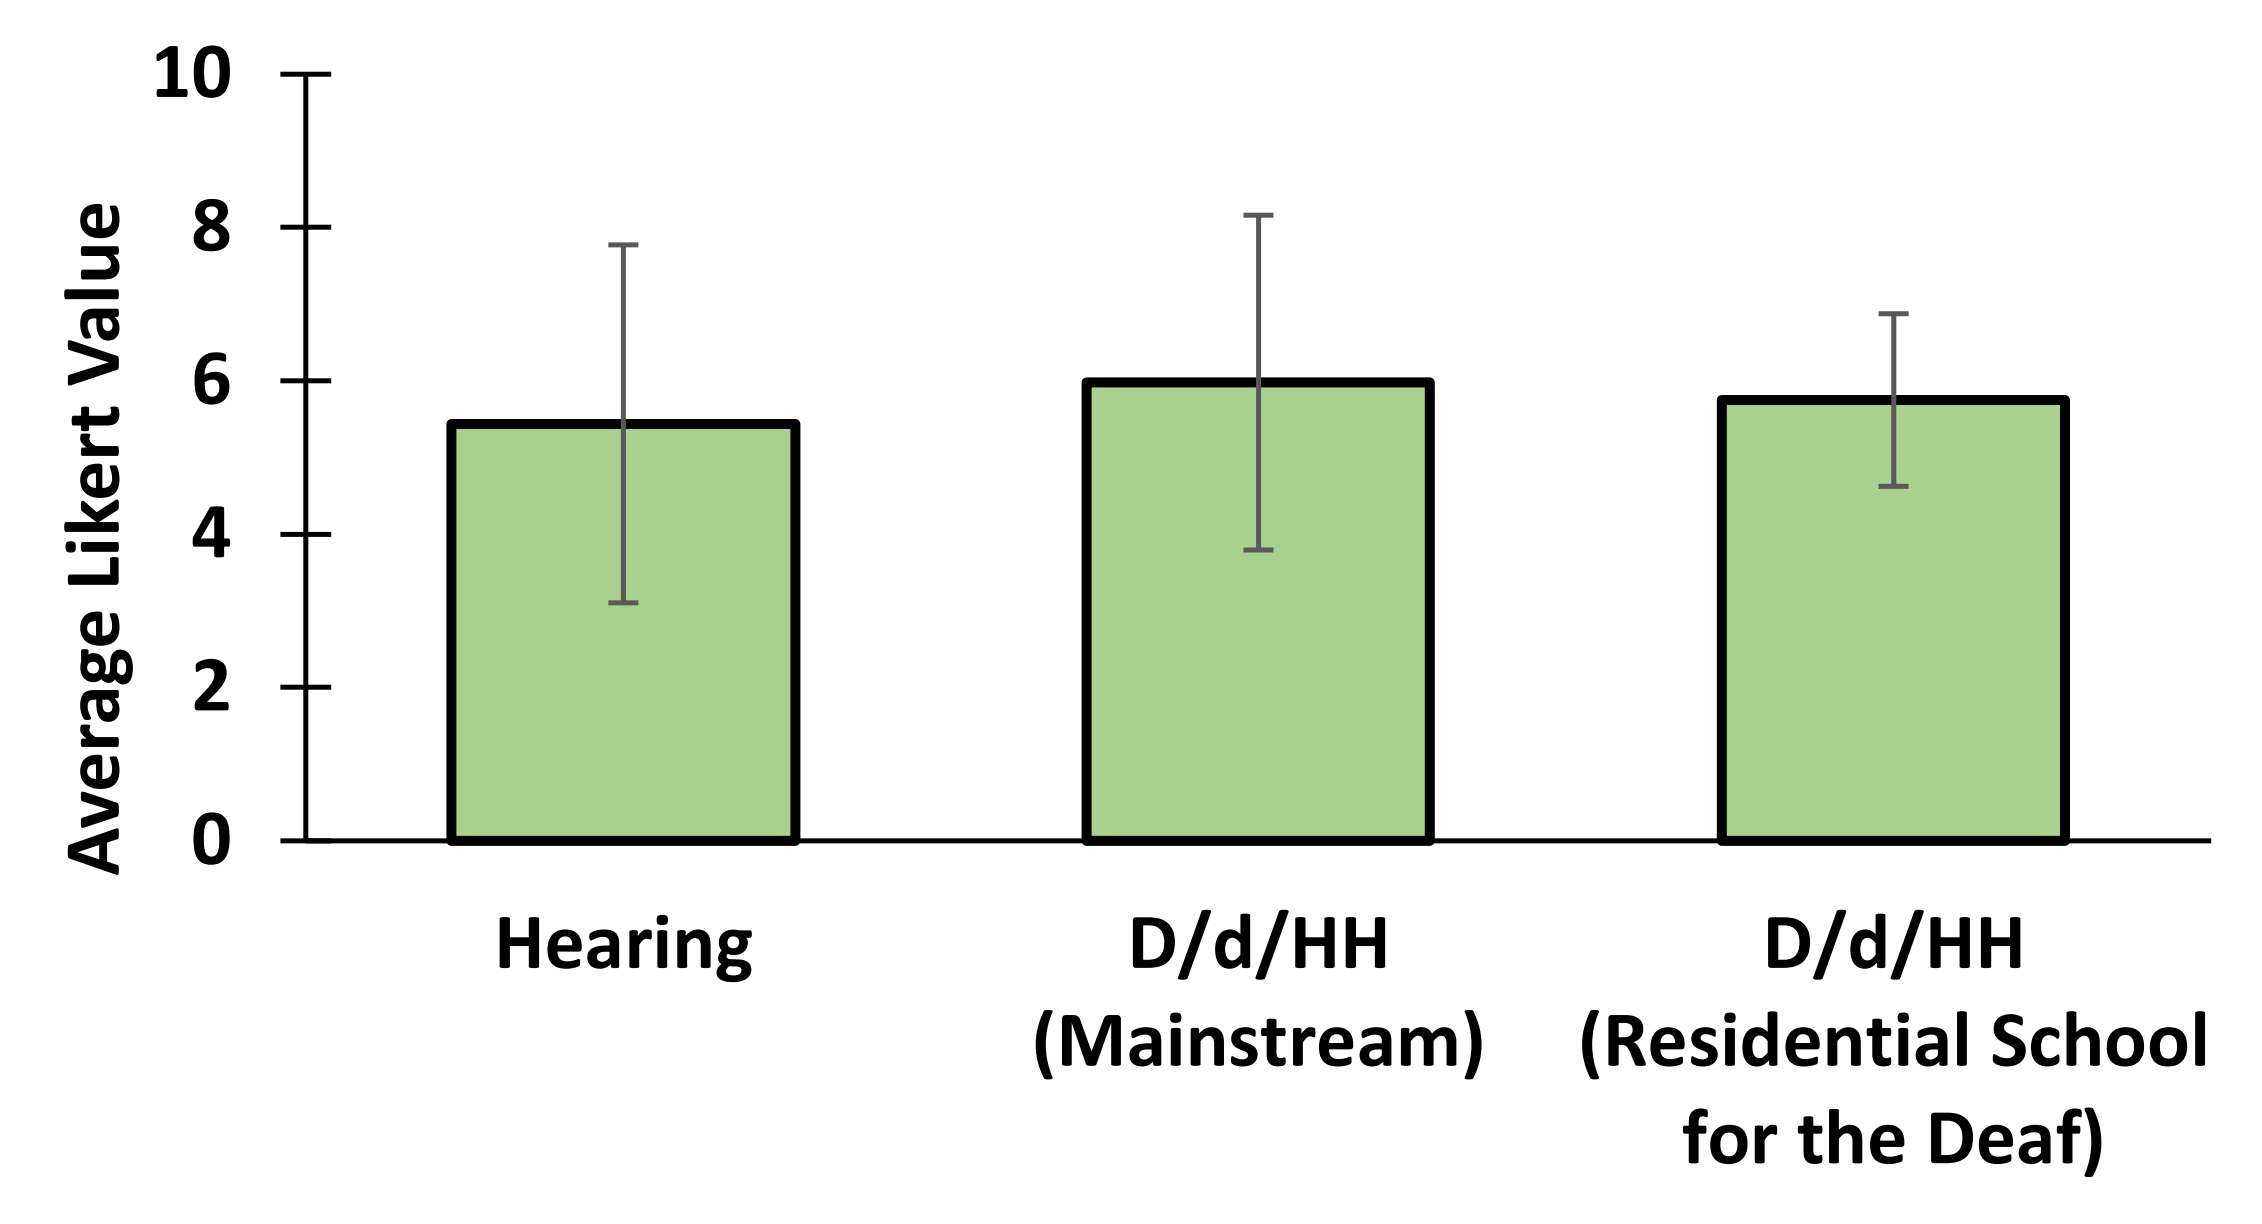 Average Likert Value
10
8
6
4
2
0
Hearing
D/d/HH
(Mainstream)
D/d/HH
(Residential School
for the Deaf)